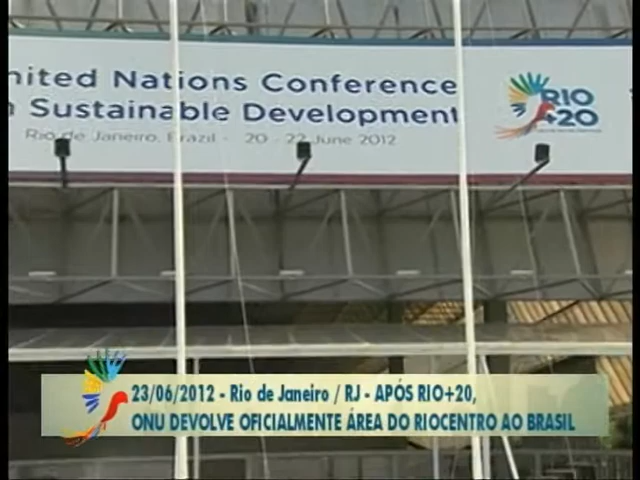 nited Nations Conference
n Sustainable Development
Rio de Janeiro, Brazil - 20 - 22 June 2012
RIO
+20
23/06/2012 - Rio de Janeiro / RJ - APÓS RIO+20,
ONU DEVOLVE OFICIALMENTE ÁREA DO RIOCENTRO AO BRASIL